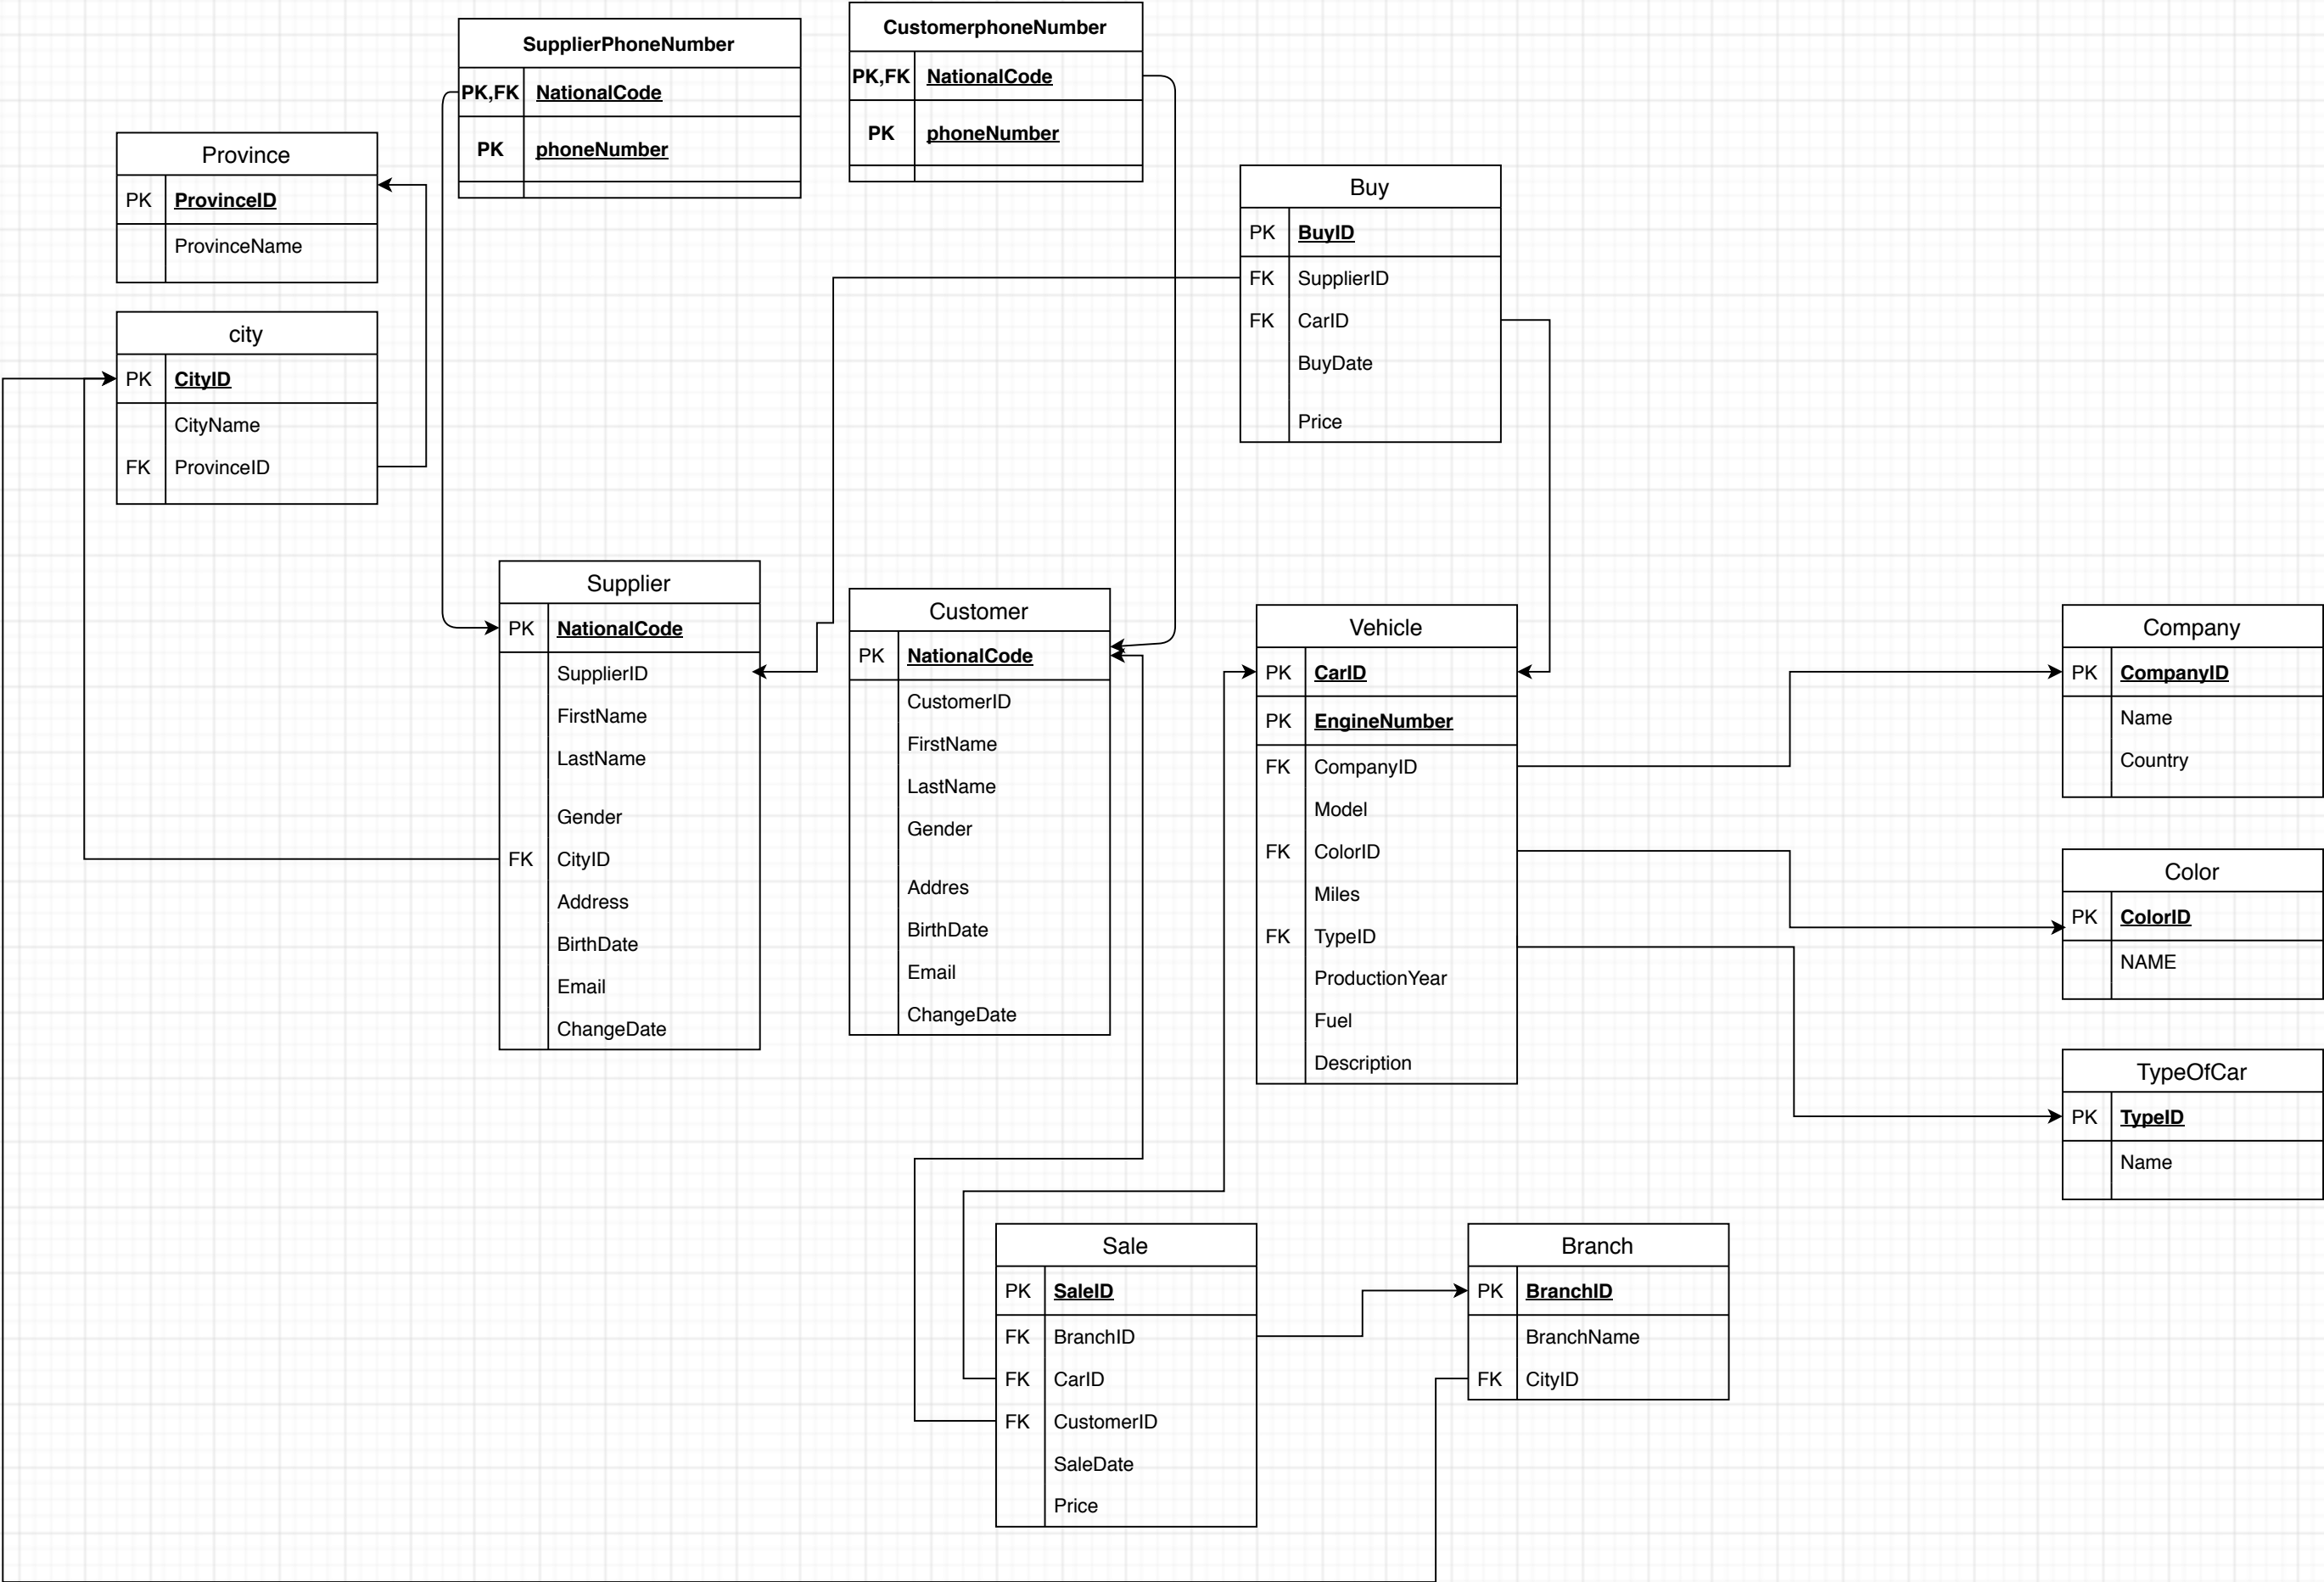 SupplierPhoneNumber
PK,FK NationalCode
PK phoneNumber
CustomerphoneNumber
PK,FK NationalCode
PK phoneNumber
Province
PK ProvinceID
ProvinceName
Buy
PK BuyID
FK SupplierID
FK CarID
BuyDate
Price
city
PK CityID
CityName
FK ProvinceID
Supplier
PK NationalCode
SupplierID
FirstName
LastName
Gender
FK CityID
Address
BirthDate
Email
ChangeDate
Customer
PK NationalCode
CustomerID
FirstName
LastName
Gender
Addres
BirthDate
Email
ChangeDate
Vehicle
PK CarID
PK EngineNumber
FK CompanyID
Model
FK ColorID
Miles
FK TypeID
ProductionYear
Fuel
Description
Company
PK CompanyID
Name
Country
Color
PK ColorID
NAME
TypeOfCar
PK TypeID
Name
Sale
PK SaleID
FK BranchID
FK CarID
FK CustomerID
SaleDate
Price
Branch
PK BranchID
BranchName
FK CityID